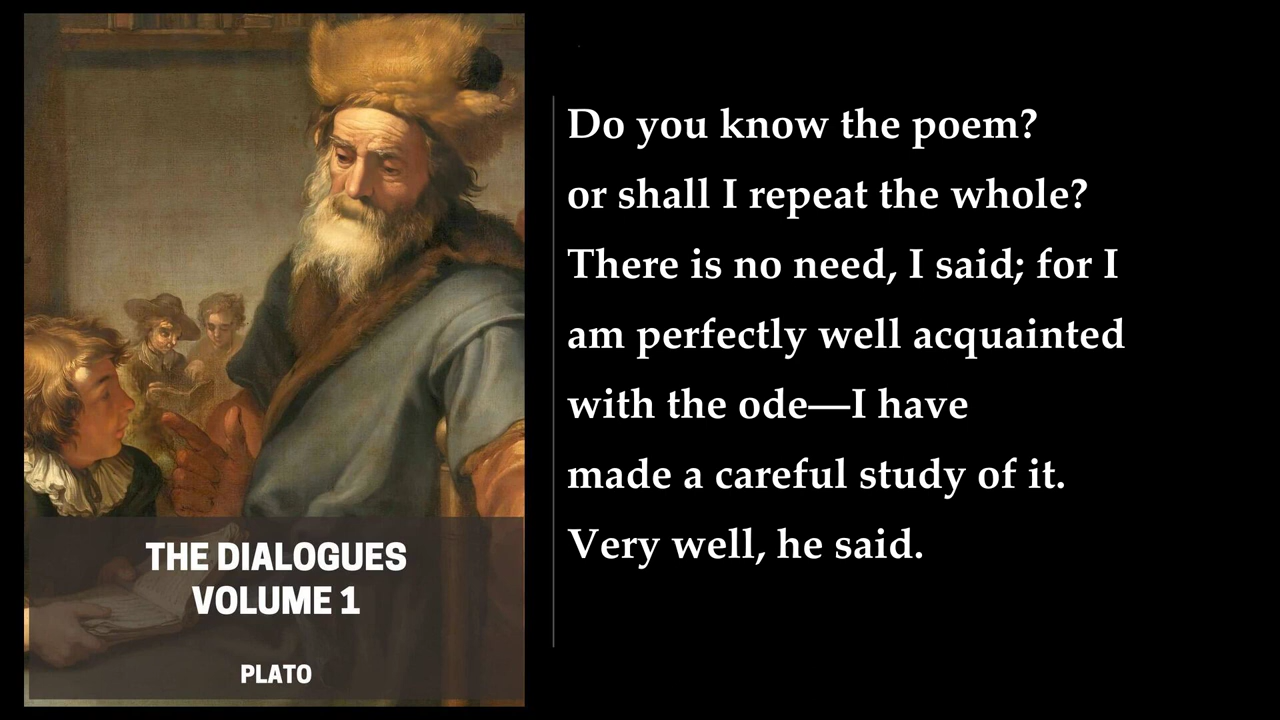 Do you know the poem?
or shall I repeat the whole?
There is no need, I said; for I
am perfectly well acquainted
with the ode—I have
made a careful study of it.
Very well, he said.
THE DIALOGUES
VOLUME 1
PLATO